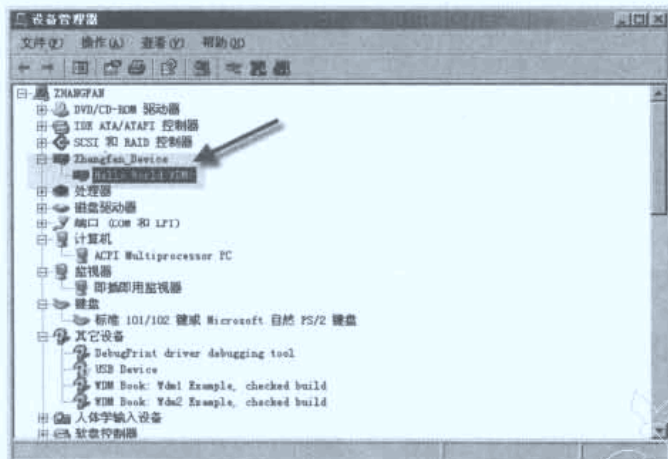 设备管理器
文件(F) 操作(A) 查看(V) 帮助(H)
ZHANGFAN
DVD/CD-ROM 驱动器
IDE ATA/ATAPI 控制器
SCSI 和 RAID 控制器
Zhangfan_Device
Hello World WDM
处理器
磁盘驱动器
端口 (COM 和 LPT)
计算机
ACPI Multiprocessor PC
监视器
即插即用监视器
键盘
标准 101/102 键或 Microsoft 自然 PS/2 键盘
其它设备
DebugPrint driver debugging tool
USB Device
WDM Book: Wdm1 Example, checked build
WDM Book: Wdm2 Example, checked build
人体学输入设备
软盘控制器